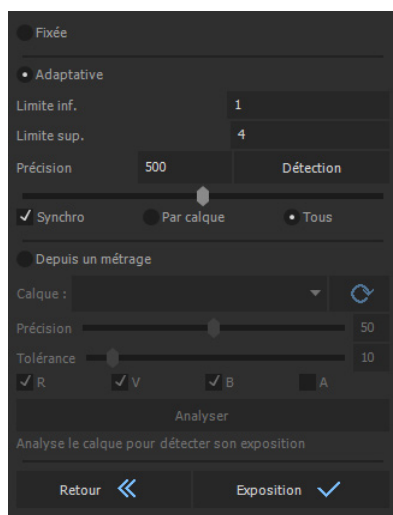 Fixée
Adaptative
Limite inf. 1
Limite sup. 4
Précision 500 Détection
Synchro Par calque Tous
Depuis un métrage
Calque :
Précision 50
Tolérance 10
R V B A
Analyser
Analyse le calque pour détecter son exposition
Retour Exposition